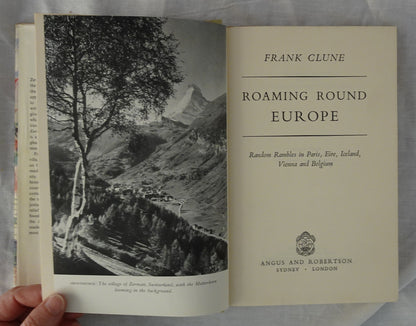 FRONTISPIECE: The village of Zermatt, Switzerland, with the Matterhorn
looming in the background.
FRANK CLUNE
ROAMING ROUND
EUROPE
Random Rambles in Paris, Eire, Iceland,
Vienna and Belgium
ANGUS AND ROBERTSON
SYDNEY · LONDON